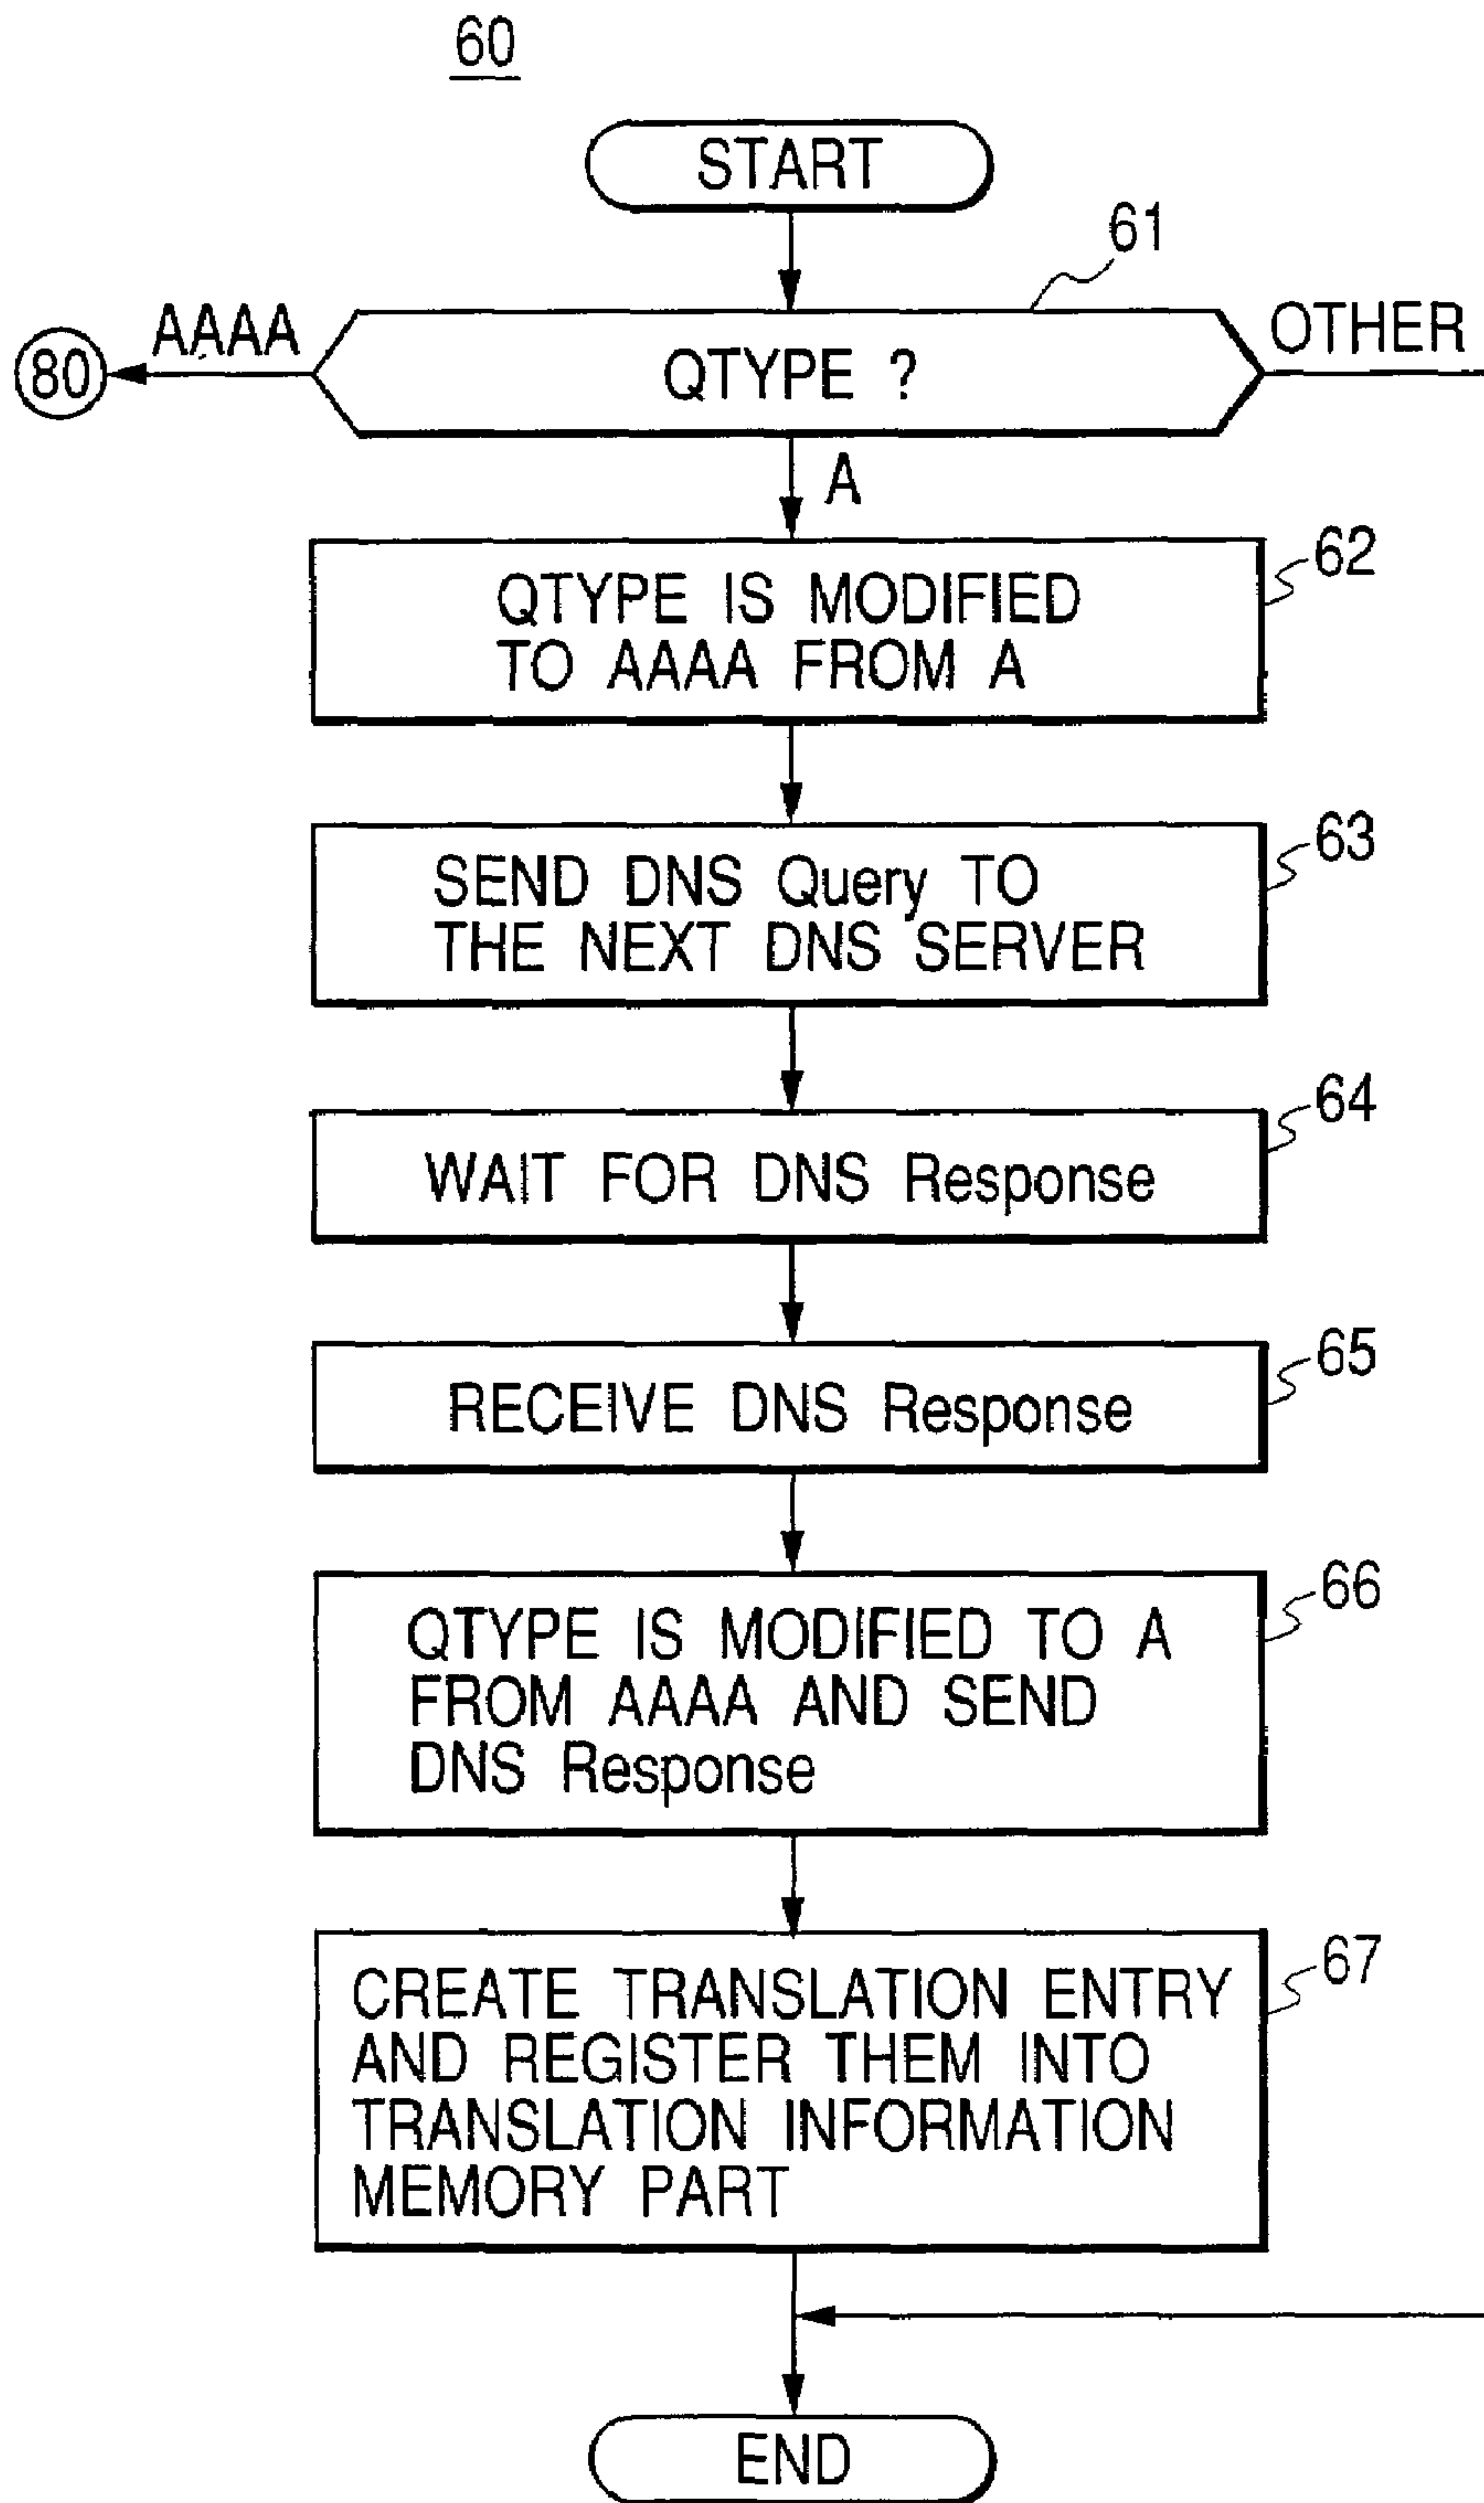 60
START
61
AAAA
OTHER
80
QTYPE ?
A
62
QTYPE IS MODIFIED
TO AAAA FROM A
63
SEND DNS Query TO
THE NEXT DNS SERVER
64
WAIT FOR DNS Response
65
RECEIVE DNS Response
66
QTYPE IS MODIFIED TO A
FROM AAAA AND SEND
DNS Response
67
CREATE TRANSLATION ENTRY
AND REGISTER THEM INTO
TRANSLATION INFORMATION
MEMORY PART
END